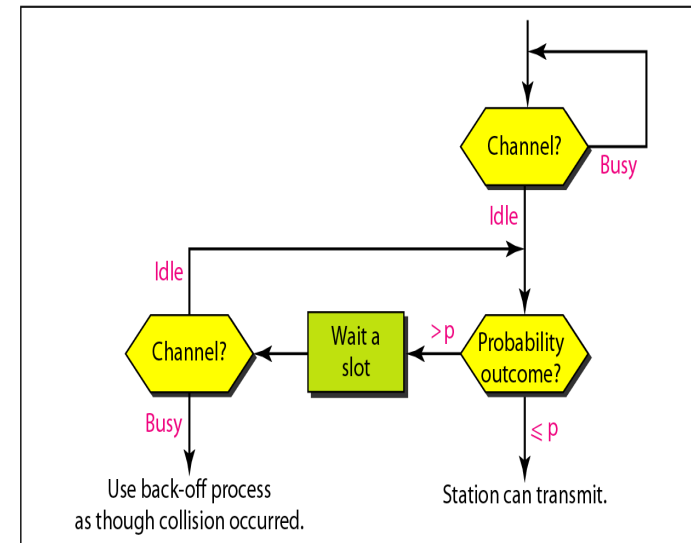 Channel?
Busy
Idle
Idle
Channel?
Wait a
slot
>p
Probability
outcome?
Busy
⩽ p
Use back-off process
as though collision occurred.
Station can transmit.